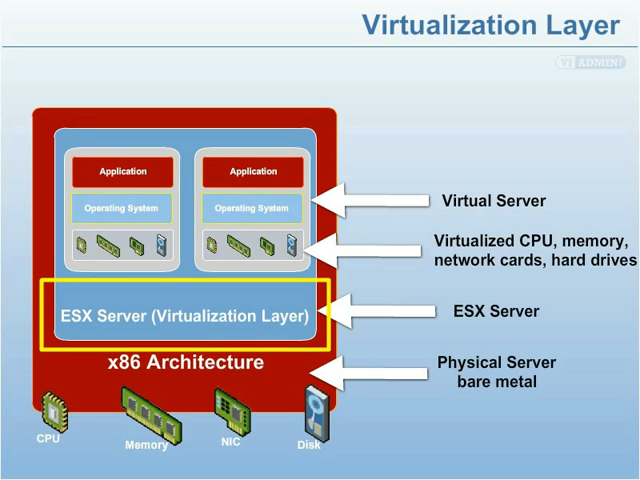 Virtualization Layer
VI ADMIN!
Application
Application
Operating System
Operating System
Virtual Server
Virtualized CPU, memory,
network cards, hard drives
ESX Server (Virtualization Layer)
ESX Server
x86 Architecture
Physical Server
bare metal
CPU
Memory
NIC
Disk